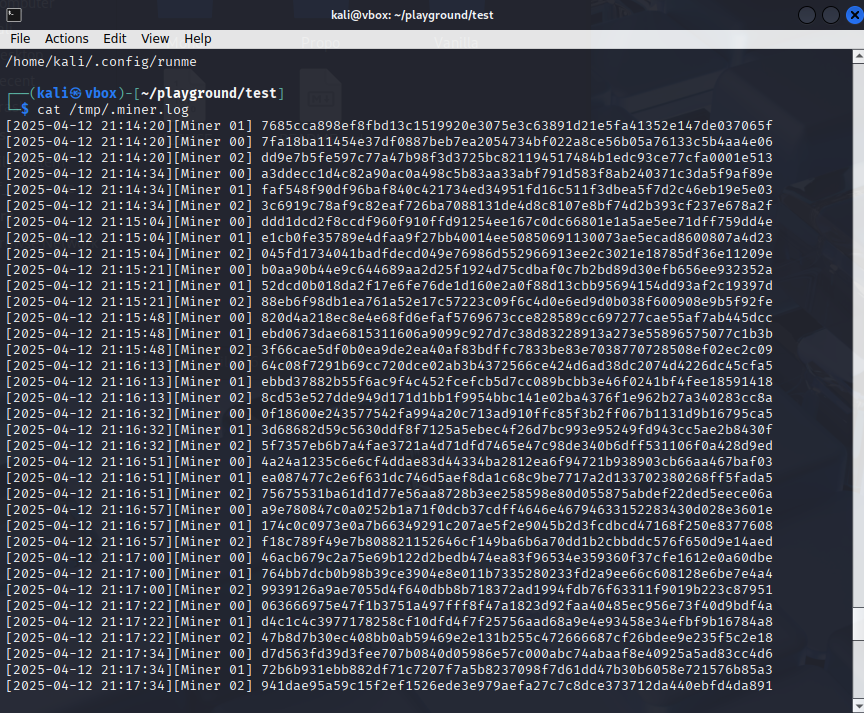 kali@vbox: ~/playground/test
File Actions Edit View Help
/home/kali/.config/runme
┌──(kali㉿vbox)-[~/playground/test]
└─$ cat /tmp/.miner.log
[2025-04-12 21:14:20][Miner 01] 7685cca898ef8fbd13c1519920e3075e3c63891d21e5fa41352e147de037065f
[2025-04-12 21:14:20][Miner 00] 7fa18ba11454e37df0887beb7ea2054734bf022a8ce56b05a76133c5b4aa4e06
[2025-04-12 21:14:20][Miner 02] dd9e7b5fe597c77a47b98f3d3725bc821194517484b1edc93ce77cfa0001e513
[2025-04-12 21:14:34][Miner 00] a3ddecc1d4c82a90ac0a498c5b83aa33abf791d583f8ab240371c3da5f9af89e
[2025-04-12 21:14:34][Miner 01] faf548f90df96baf840c421734ed34951fd16c511f3dbea5f7d2c46eb19e5e03
[2025-04-12 21:14:34][Miner 02] 3c6919c78af9c82eaf726ba7088131de4d8c8107e8bf74d2b393cf237e678a2f
[2025-04-12 21:15:04][Miner 00] ddd1dcd2f8ccdf960f910ffd91254ee167c0dc66801e1a5ae5ee71dff759dd4e
[2025-04-12 21:15:04][Miner 01] e1cb0fe35789e4dfaa9f27bb40014ee50850691130073ae5ecad8600807a4d23
[2025-04-12 21:15:04][Miner 02] 045fd1734041badfdecd049e76986d552966913ee2c3021e18785df36e11209e
[2025-04-12 21:15:21][Miner 00] b0aa90b44e9c644689aa2d25f1924d75cdbaf0c7b2bd89d30efb656ee932352a
[2025-04-12 21:15:21][Miner 01] 52dcd0b018da2f17e6fe76de1d160e2a0f88d13cbb95694154dd93af2c19397d
[2025-04-12 21:15:21][Miner 02] 88eb6f98db1ea761a52e17c57223c09f6c4d0e6ed9d0b038f600908e9b5f92fe
[2025-04-12 21:15:48][Miner 00] 820d4a218ec8e4e68fd6efaf5769673cce828589cc697277cae55af7ab445dcc
[2025-04-12 21:15:48][Miner 01] ebd0673dae6815311606a9099c927d7c38d83228913a273e55896575077c1b3b
[2025-04-12 21:15:48][Miner 02] 3f66cae5df0b0ea9de2ea40af83bdffc7833be83e7038770728508ef02ec2c09
[2025-04-12 21:16:13][Miner 00] 64c08f7291b69cc720dce02ab3b4372566ce424d6ad38dc2074d4226dc45cfa5
[2025-04-12 21:16:13][Miner 01] ebbd37882b55f6ac9f4c452fcefcb5d7cc089bcbb3e46f0241bf4fee18591418
[2025-04-12 21:16:13][Miner 02] 8cd53e527dde949d171d1bb1f9954bbc141e02ba4376f1e962b27a340283cc8a
[2025-04-12 21:16:32][Miner 00] 0f18600e243577542fa994a20c713ad910ffc85f3b2ff067b1131d9b16795ca5
[2025-04-12 21:16:32][Miner 01] 3d68682d59c5630ddf8f7125a5ebec4f26d7bc993e95249fd943cc5ae2b8430f
[2025-04-12 21:16:32][Miner 02] 5f7357eb6b7a4fae3721a4d71dfd7465e47c98de340b6dff531106f0a428d9ed
[2025-04-12 21:16:51][Miner 00] 4a24a1235c6e6cf4ddae83d44334ba2812ea6f94721b938903cb66aa467baf03
[2025-04-12 21:16:51][Miner 01] ea087477c2e6f631dc746d5aef8da1c68c9be7717a2d133702380268ff5fada5
[2025-04-12 21:16:51][Miner 02] 75675531ba61d1d77e56aa8728b3ee258598e80d055875abdef22ded5eece06a
[2025-04-12 21:16:57][Miner 00] a9e780847c0a0252b1a71f0dcb37cdff4646e4679463315228343​0d028e3601e
[2025-04-12 21:16:57][Miner 01] 174c0c0973e0a7b66349291c207ae5f2e9045b2d3fcdbcd47168f250e8377608
[2025-04-12 21:16:57][Miner 02] f18c789f49e7b808821152646cf149ba6b6a70dd1b2cbbddc576f650d9e14aed
[2025-04-12 21:17:00][Miner 00] 46acb679c2a75e69b122d2bedb474ea83f96534e359360f37cfe1612e0a60dbe
[2025-04-12 21:17:00][Miner 01] 764bb7dcb0b98b39ce3904e8e011b7335280233fd2a9ee66c608128e6be7e4a4
[2025-04-12 21:17:00][Miner 02] 9939126a9ae7055d4f640dbb8b718372ad1994fdb76f63311f9019b223c87951
[2025-04-12 21:17:22][Miner 00] 063666975e47f1b3751a497fff8f47a1823d92faa40485ec956e73f40d9bdf4a
[2025-04-12 21:17:22][Miner 01] d4c1c4c3977178258cf10dfd4f7f25756aad68a9e4e93458e34efbf9b16784a8
[2025-04-12 21:17:22][Miner 02] 47b8d7b30ec408bb0ab59469e2e131b255c472666687cf26bdee9e235f5c2e18
[2025-04-12 21:17:34][Miner 00] d7d563fd39d3fee707b0840d05986e57c000abc74abaaf8e40925a5ad83cc4d6
[2025-04-12 21:17:34][Miner 01] 72b6b931ebb882df71c7207f7a5b8237098f7d61dd47b30b6058e721576b85a3
[2025-04-12 21:17:34][Miner 02] 941dae95a59c15f2ef1526ede3e979aefa27c7c8dce373712da440ebfd4da891